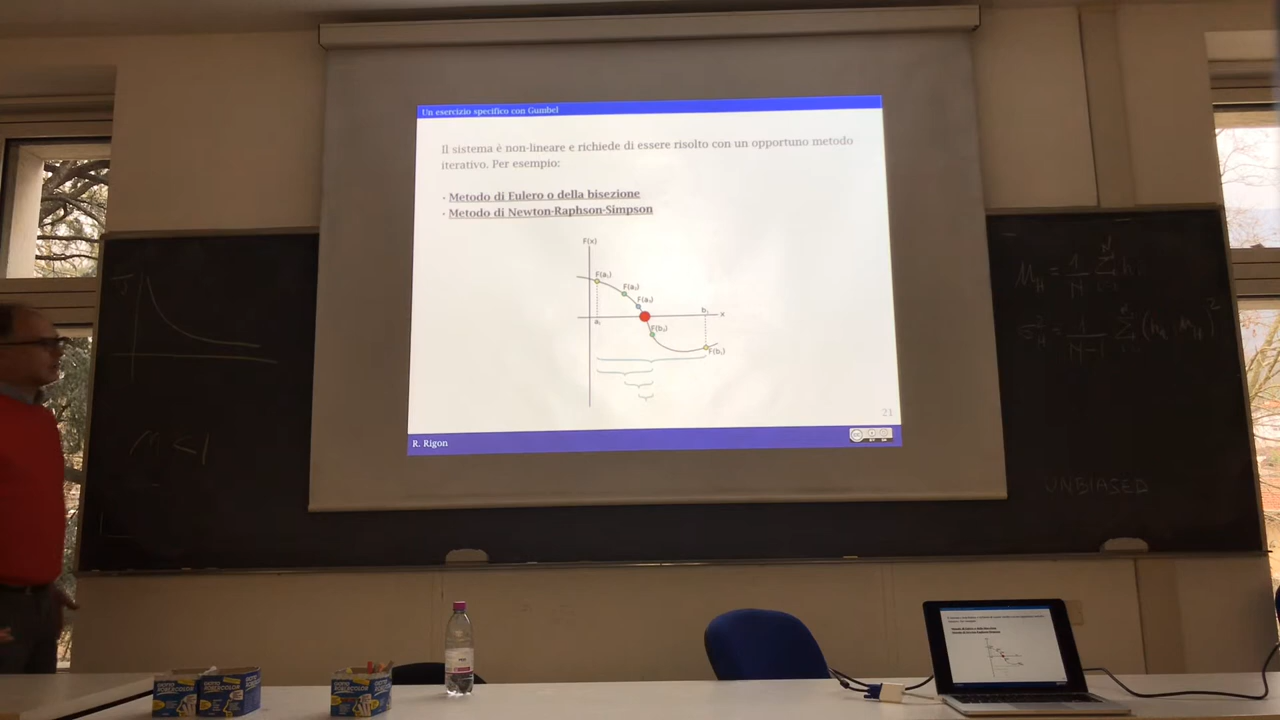 Un esercizio specifico con Gumbel
Il sistema è non-lineare e richiede di essere risolto con un opportuno metodo
iterativo. Per esempio:
· Metodo di Eulero o della bisezione
· Metodo di Newton-Raphson-Simpson
F(x)
F(a₁)
F(a₂)
F(a₃)
a₁
b₁
x
F(b₂)
F(b₁)
21
R. Rigon
UNBIASED